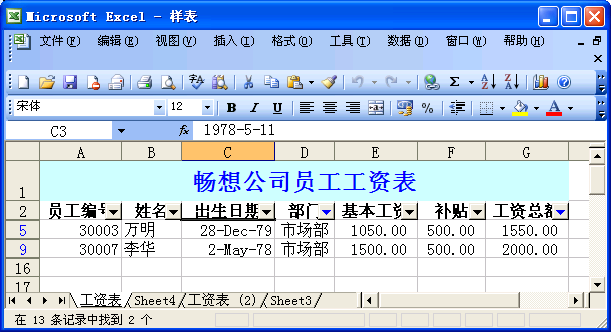 Microsoft Excel - 样表
文件(F) 编辑(E) 视图(V) 插入(I) 格式(O) 工具(T) 数据(D) 窗口(W) 帮助(H)
宋体 12 B I U
C3 fx 1978-5-11
A B C D E F G
1 畅想公司员工工资表
2 员工编号 姓名 出生日期 部门 基本工资 补贴 工资总额
5 30003 万明 28-Dec-79 市场部 1050.00 500.00 1550.00
9 30007 李华 2-May-78 市场部 1500.00 500.00 2000.00
16
17
工资表 Sheet4 工资表 (2) Sheet3
在 13 条记录中找到 2 个